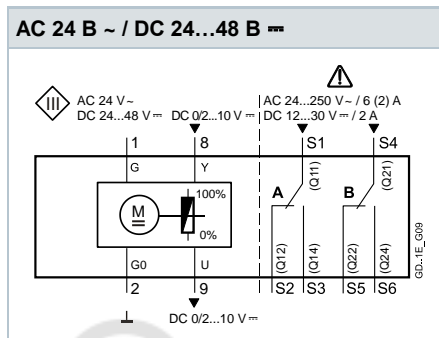 AC 24 В ~ / DC 24...48 В ⎓
III
AC 24 V ~
DC 24...48 V ⎓
DC 0/2...10 V ⎓
AC 24...250 V ~ / 6 (2) A
DC 12...30 V ⎓ / 2 A
1
8
S1
S4
G
Y
(Q11)
(Q21)
100%
M
0%
A
B
G0
U
(Q12)
(Q14)
(Q22)
(Q24)
GD..1E_G09
2
9
S2
S3
S5
S6
DC 0/2...10 V ⎓